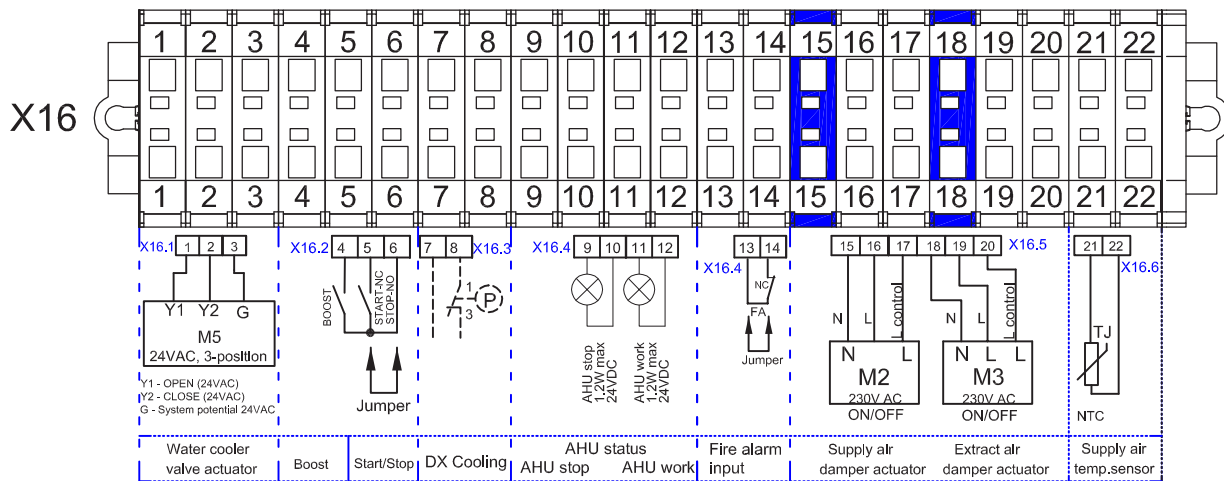 1 2 3 4 5 6 7 8 9 10 11 12 13 14 15 16 17 18 19 20 21 22
X16
1 2 3 4 5 6 7 8 9 10 11 12 13 14 15 16 17 18 19 20 21 22
X16.1 1 2 3
X16.2 4 5 6
7 8 X16.3
X16.4 9 10 11 12
13 14
X16.4
15 16 17 18 19 20 X16.5
21 22
X16.6
Y1 Y2 G
M5
24VAC, 3-position
Y1 - OPEN (24VAC)
Y2 - CLOSE (24VAC)
G - System potential 24VAC
BOOST
START-NC
STOP-NO
Jumper
1
P
3
AHU stop
1.2W max
24VDC
AHU work
1.2W max
24VDC
NC
FA
Jumper
N L L control
N L
M2
230V AC
ON/OFF
N L L control
N L L
M3
230V AC
ON/OFF
TJ
NTC
Water cooler
valve actuator
Boost
Start/Stop
DX Cooling
AHU status
AHU stop AHU work
Fire alarm
input
Supply air
damper actuator
Extract air
damper actuator
Supply air
temp.sensor